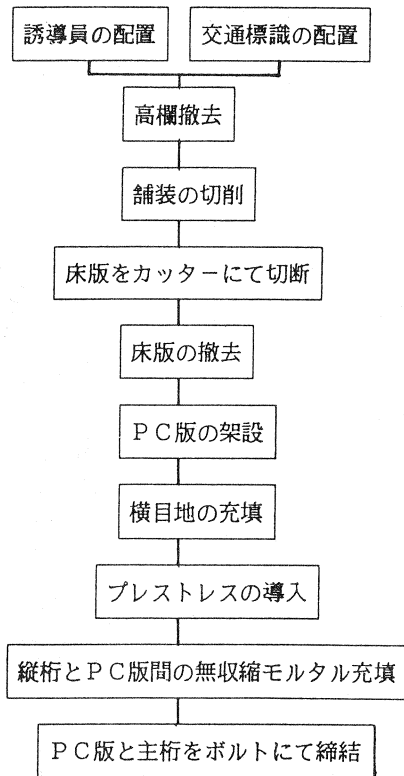 誘導員の配置
交通標識の配置
高欄撤去
舗装の切削
床版をカッターにて切断
床版の撤去
ＰＣ版の架設
横目地の充填
プレストレスの導入
縦桁とＰＣ版間の無収縮モルタル充填
ＰＣ版と主桁をボルトにて締結